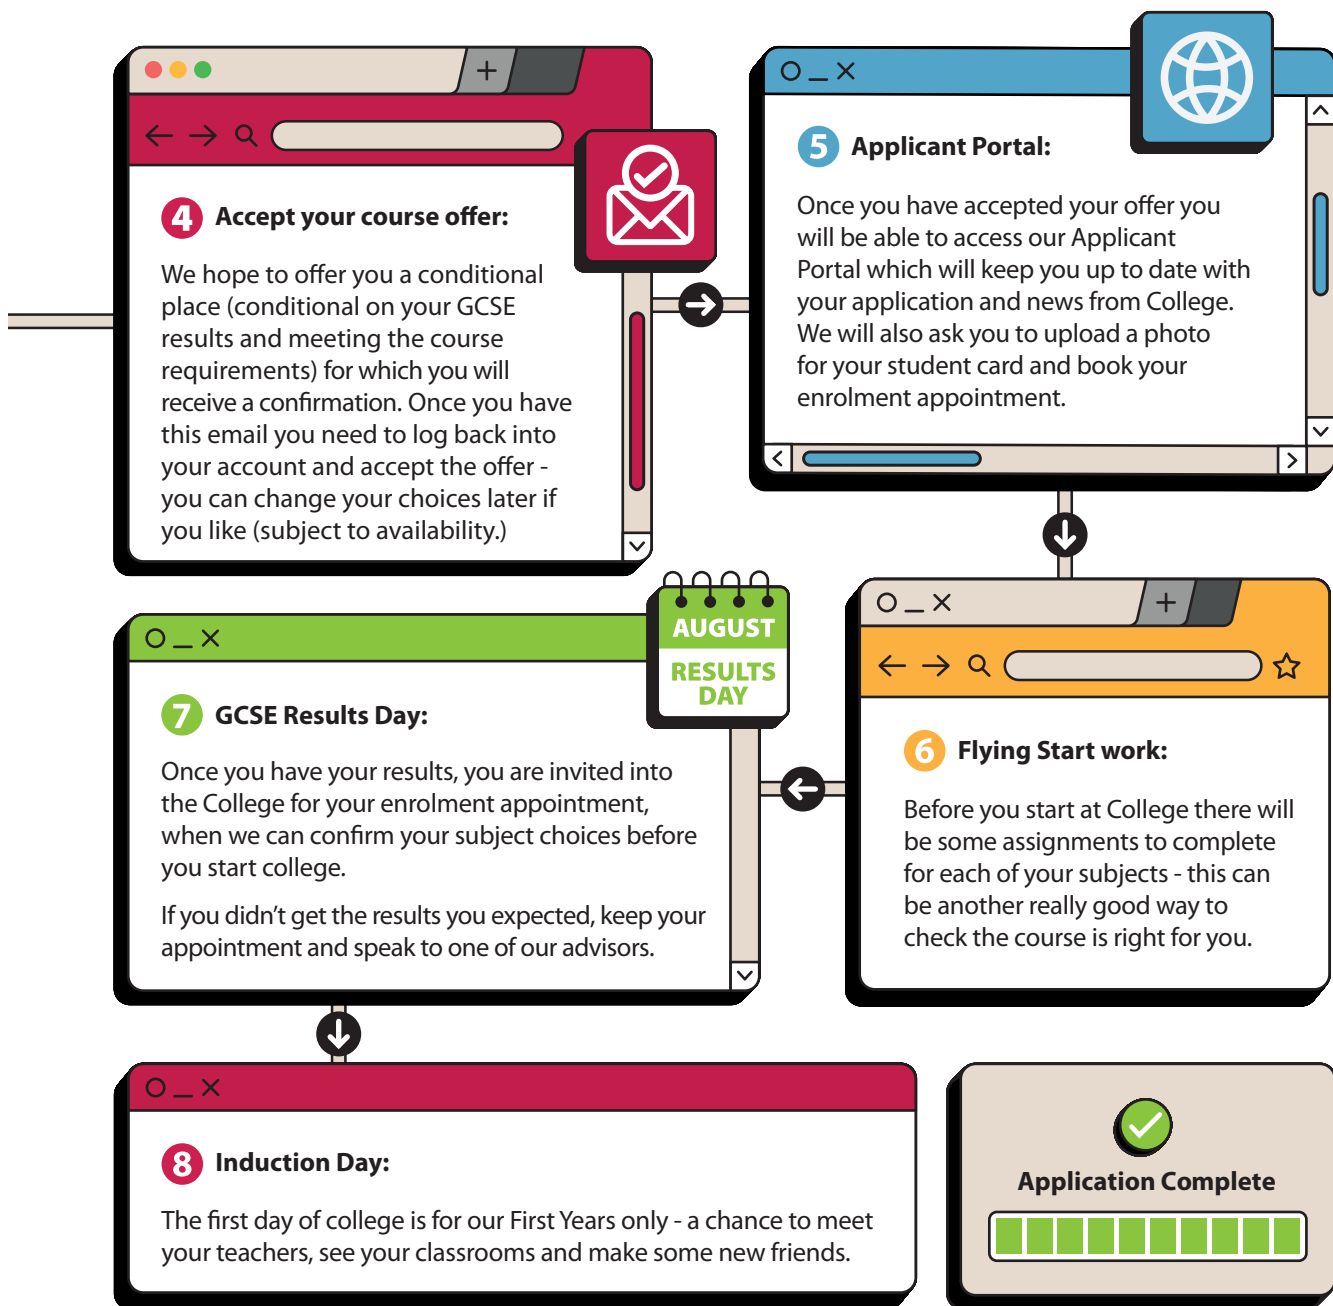 4 Accept your course offer:
We hope to offer you a conditional
place (conditional on your GCSE
results and meeting the course
requirements) for which you will
receive a confirmation. Once you have
this email you need to log back into
your account and accept the offer -
you can change your choices later if
you like (subject to availability.)
5 Applicant Portal:
Once you have accepted your offer you
will be able to access our Applicant
Portal which will keep you up to date with
your application and news from College.
We will also ask you to upload a photo
for your student card and book your
enrolment appointment.
6 Flying Start work:
Before you start at College there will
be some assignments to complete
for each of your subjects - this can
be another really good way to
check the course is right for you.
AUGUST
RESULTS
DAY
7 GCSE Results Day:
Once you have your results, you are invited into
the College for your enrolment appointment,
when we can confirm your subject choices before
you start college.
If you didn't get the results you expected, keep your
appointment and speak to one of our advisors.
8 Induction Day:
The first day of college is for our First Years only - a chance to meet
your teachers, see your classrooms and make some new friends.
Application Complete